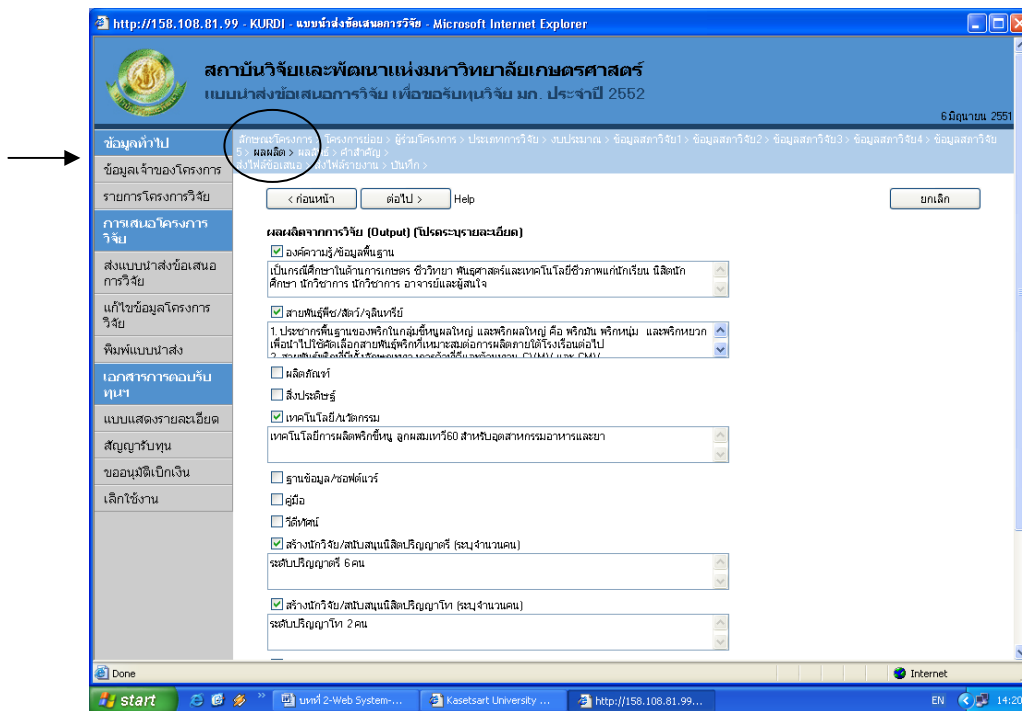 http://158.108.81.99 - KURDI - แบบนำส่งข้อเสนอการวิจัย - Microsoft Internet Explorer
สถาบันวิจัยและพัฒนาแห่งมหาวิทยาลัยเกษตรศาสตร์
แบบนำส่งข้อเสนอการวิจัย เพื่อขอรับทุนวิจัย มก. ประจำปี 2552
6 มิถุนายน 2551
ข้อมูลทั่วไป
ข้อมูลเจ้าของโครงการ
รายการโครงการวิจัย
การเสนอโครงการ
วิจัย
ส่งแบบนำส่งข้อเสนอ
การวิจัย
แก้ไขข้อมูลโครงการ
วิจัย
พิมพ์แบบนำส่ง
เอกสารการตอบรับ
ทุนฯ
แบบแสดงรายละเอียด
สัญญารับทุน
ขออนุมัติเบิกเงิน
เลิกใช้งาน
ลักษณะโครงการ > โครงการย่อย > ผู้ร่วมโครงการ > ประเภทการวิจัย > งบประมาณ > ข้อมูลสภาวิจัย1 > ข้อมูลสภาวิจัย2 > ข้อมูลสภาวิจัย3 > ข้อมูลสภาวิจัย4 > ข้อมูลสภาวิจัย
5 > ผลผลิต > ผลลัพธ์ > คำสำคัญ >
ส่งไฟล์ข้อเสนอ > ส่งไฟล์รายงาน > บันทึก >
< ก่อนหน้า ต่อไป > Help ยกเลิก
ผลผลิตจากการวิจัย (Output) (โปรดระบุรายละเอียด)
องค์ความรู้/ข้อมูลพื้นฐาน
เป็นกรณีศึกษาในด้านการเกษตร ชีววิทยา พันธุศาสตร์และเทคโนโลยีชีวภาพแก่นักเรียน นิสิตนัก
ศึกษา นักวิชาการ นักวิชาการ อาจารย์และผู้สนใจ
สายพันธุ์พืช/สัตว์/จุลินทรีย์
1. ประชากรพื้นฐานของพริกในกลุ่มขี้หนูผลใหญ่ และพริกผลใหญ่ คือ พริกมัน พริกหนุ่ม และพริกหยวก
เพื่อนำไปใช้คัดเลือกสายพันธุ์พริกที่เหมาะสมต่อการผลิตภายใต้โรงเรือนต่อไป
2. สายพันธุ์พริกที่มีทั้งลักษณะทางการค้าที่ดีและต้านทาน CVMV และ CMV
ผลิตภัณฑ์
สิ่งประดิษฐ์
เทคโนโลยี/นวัตกรรม
เทคโนโลยีการผลิตพริกขี้หนู ลูกผสมเทวี60 สำหรับอุตสาหกรรมอาหารและยา
ฐานข้อมูล/ซอฟต์แวร์
คู่มือ
วีดีทัศน์
สร้างนักวิจัย/สนับสนุนนิสิตปริญญาตรี (ระบุจำนวนคน)
ระดับปริญญาตรี 6 คน
สร้างนักวิจัย/สนับสนุนนิสิตปริญญาโท (ระบุจำนวนคน)
ระดับปริญญาโท 2 คน
Done Internet
start บทที่ 2-Web System-... Kasetsart University ... http://158.108.81.99... EN 14:20